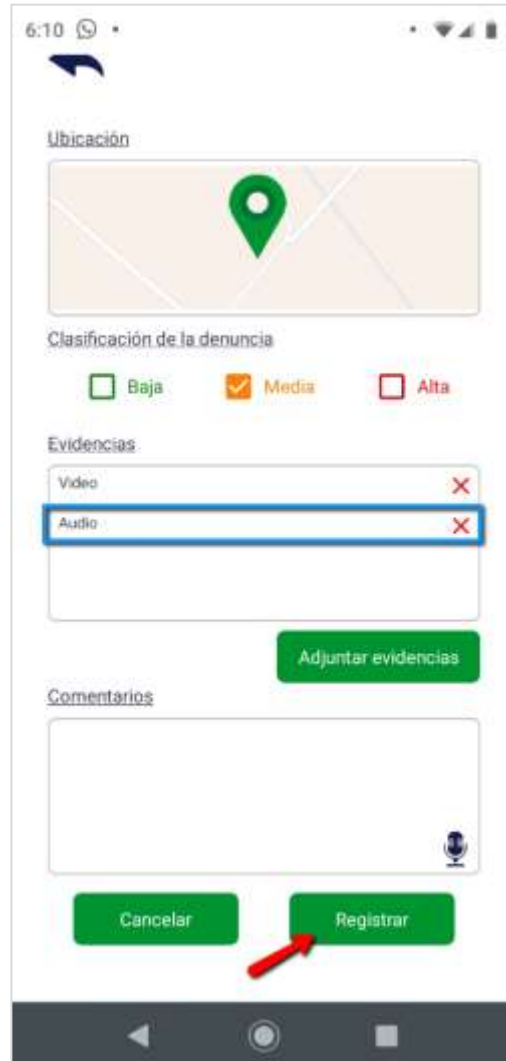 6:10
Ubicación
Clasificación de la denuncia
Baja Media Alta
Evidencias
Video
Audio
Adjuntar evidencias
Comentarios
Cancelar Registrar